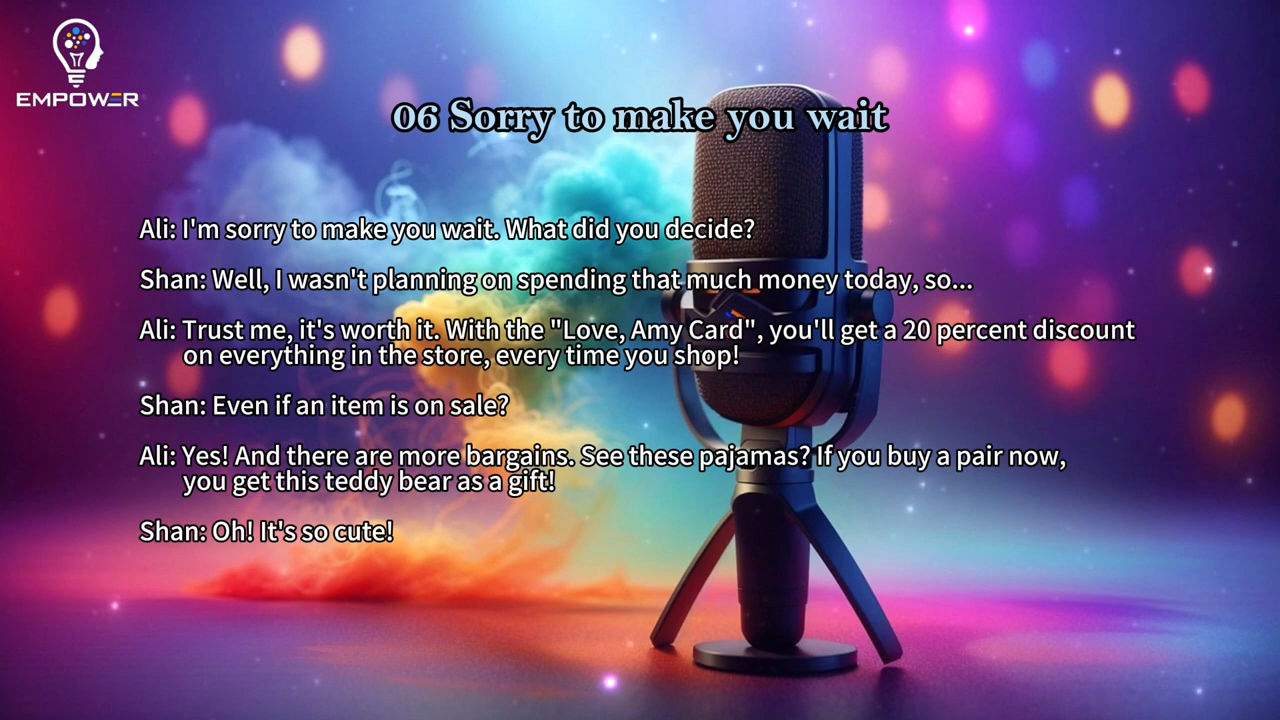 EMPOWER
06 Sorry to make you wait
Ali: I'm sorry to make you wait. What did you decide?
Shan: Well, I wasn't planning on spending that much money today, so...
Ali: Trust me, it's worth it. With the "Love, Amy Card", you'll get a 20 percent discount
on everything in the store, every time you shop!
Shan: Even if an item is on sale?
Ali: Yes! And there are more bargains. See these pajamas? If you buy a pair now,
you get this teddy bear as a gift!
Shan: Oh! It's so cute!